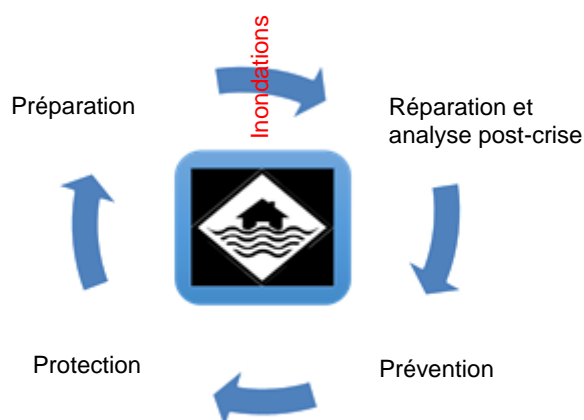 Inondations
Préparation
Réparation et
analyse post-crise
Protection
Prévention